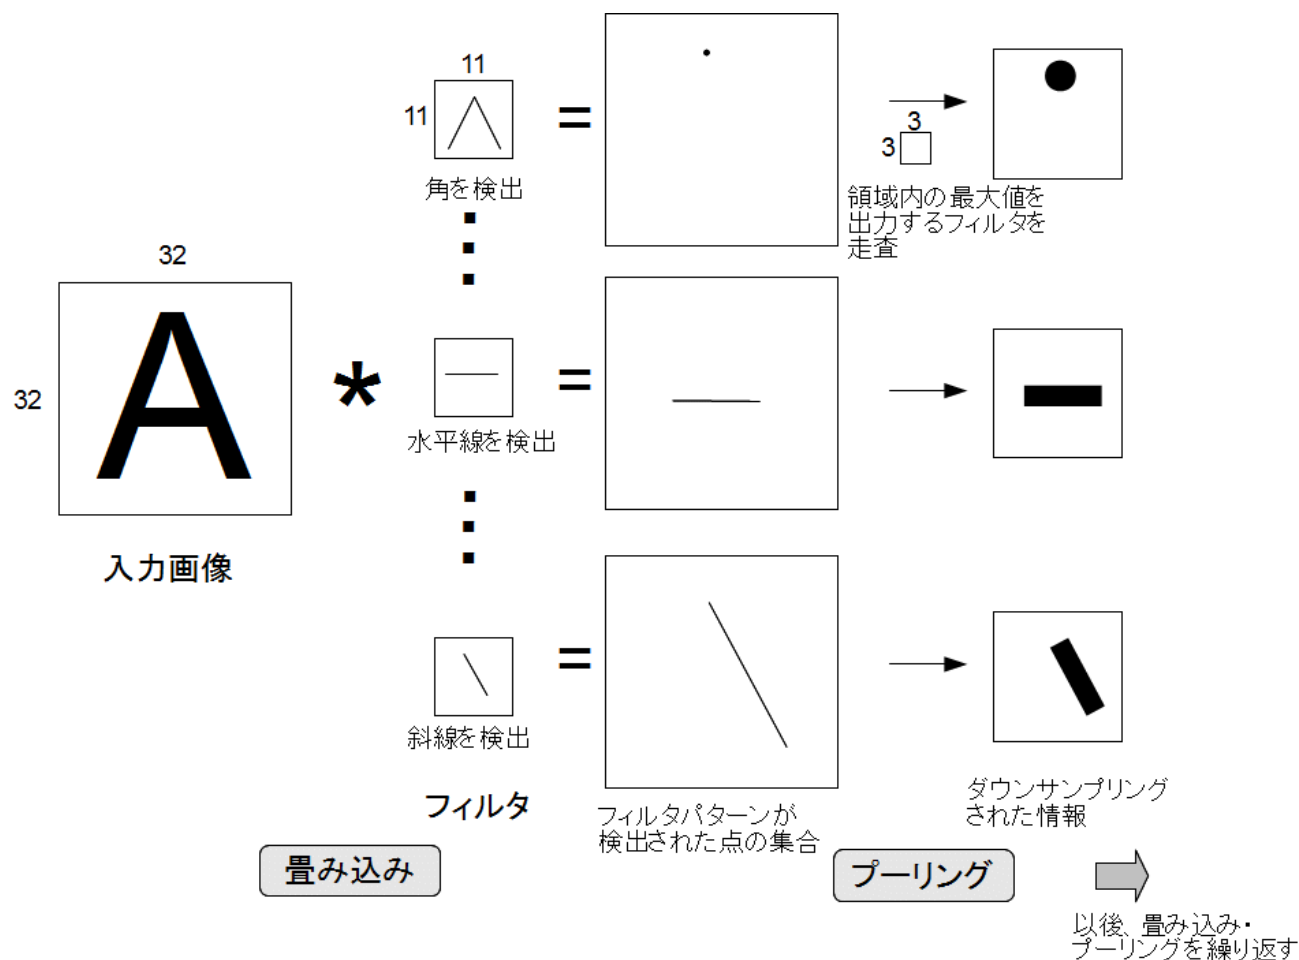 11
11
角を検出
3
3
領域内の最大値を
出力するフィルタを
走査
32
32
A
*
=
水平線を検出
=
入力画像
=
斜線を検出
フィルタ
フィルタパターンが
検出された点の集合
ダウンサンプリング
された情報
畳み込み
プーリング
以後、畳み込み・
プーリングを繰り返す